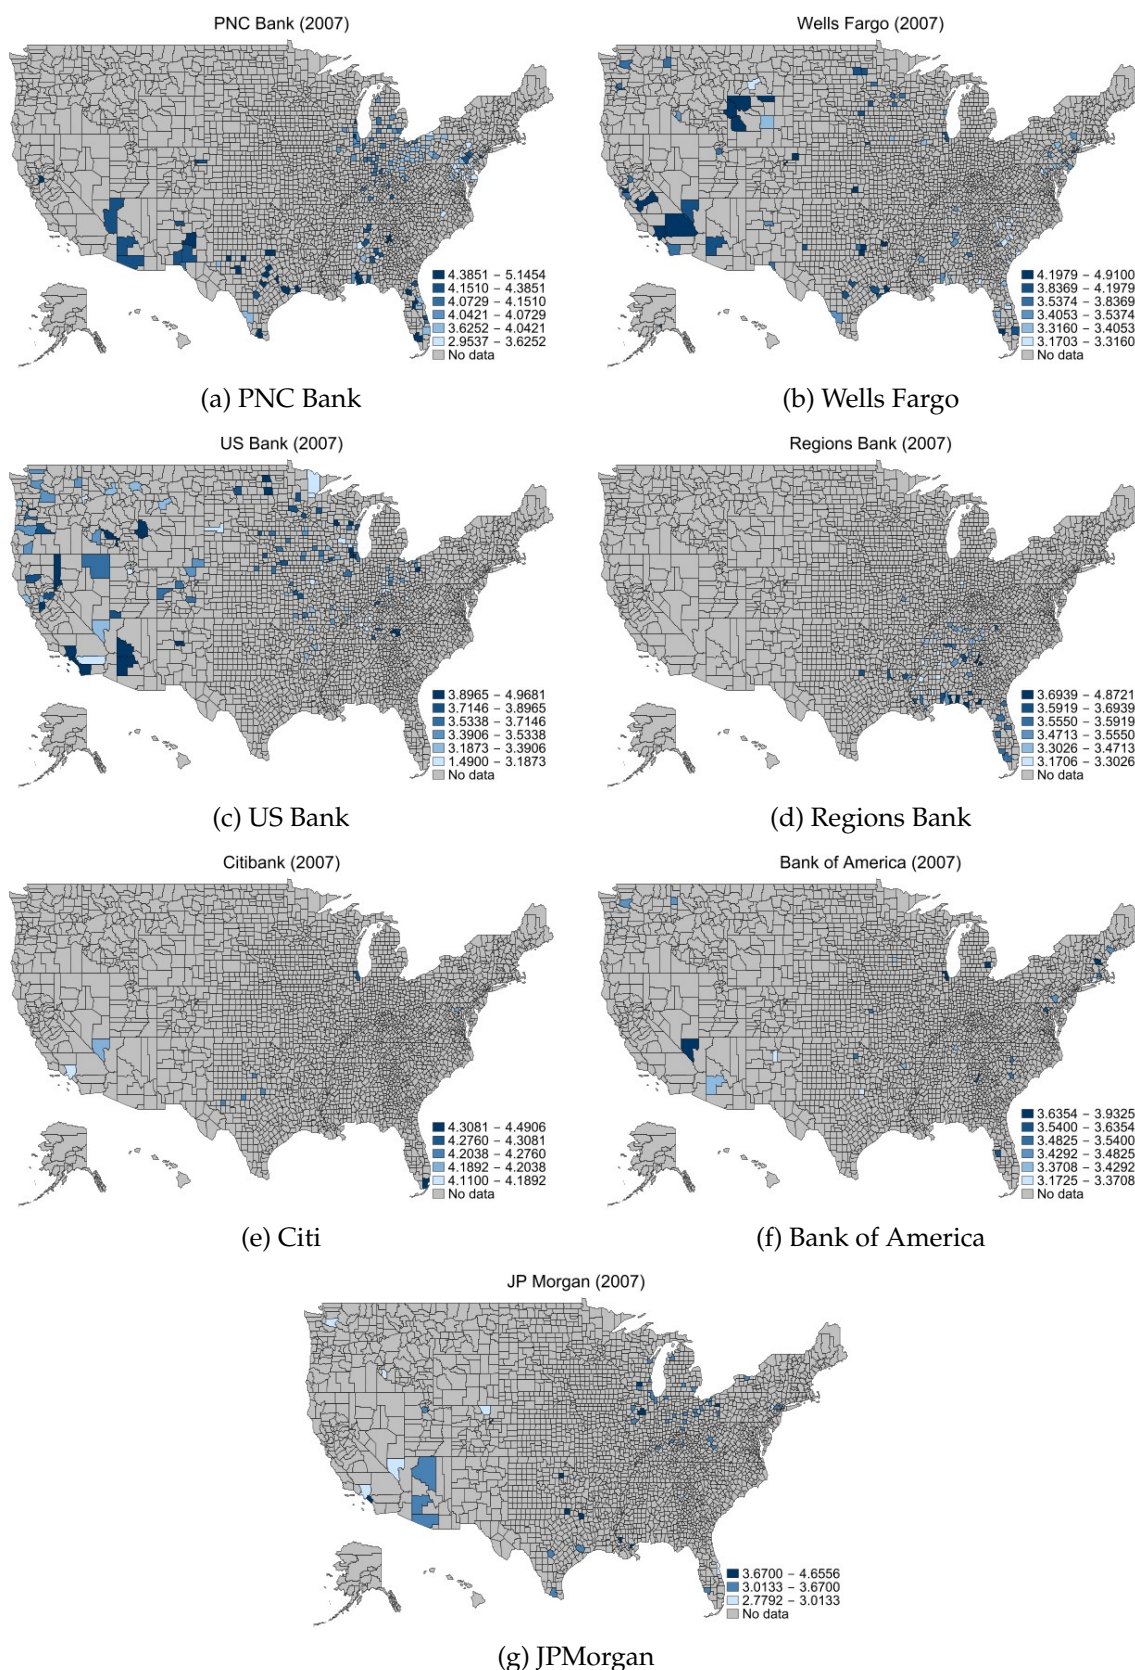 PNC Bank (2007)
4.3851 – 5.1454
4.1510 – 4.3851
4.0729 – 4.1510
4.0421 – 4.0729
3.6252 – 4.0421
2.9537 – 3.6252
No data
(a) PNC Bank
Wells Fargo (2007)
4.1979 – 4.9100
3.8369 – 4.1979
3.5374 – 3.8369
3.4053 – 3.5374
3.3160 – 3.4053
3.1703 – 3.3160
No data
(b) Wells Fargo
US Bank (2007)
3.8965 – 4.9681
3.7146 – 3.8965
3.5338 – 3.7146
3.3906 – 3.5338
3.1873 – 3.3906
1.4900 – 3.1873
No data
(c) US Bank
Regions Bank (2007)
3.6939 – 4.8721
3.5919 – 3.6939
3.5550 – 3.5919
3.4713 – 3.5550
3.3026 – 3.4713
3.1706 – 3.3026
No data
(d) Regions Bank
Citibank (2007)
4.3081 – 4.4906
4.2760 – 4.3081
4.2038 – 4.2760
4.1892 – 4.2038
4.1100 – 4.1892
No data
(e) Citi
Bank of America (2007)
3.6354 – 3.9325
3.5400 – 3.6354
3.4825 – 3.5400
3.4292 – 3.4825
3.3708 – 3.4292
3.1725 – 3.3708
No data
(f) Bank of America
JP Morgan (2007)
3.6700 – 4.6556
3.0133 – 3.6700
2.7792 – 3.0133
No data
(g) JPMorgan